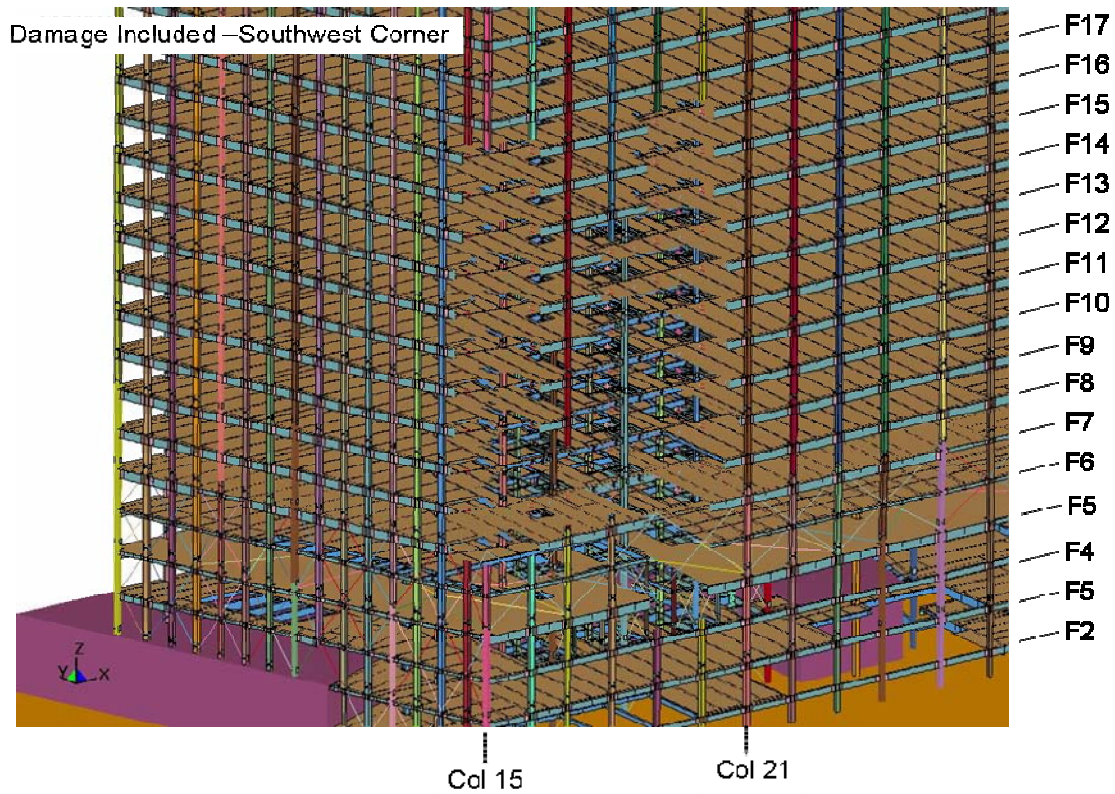 Damage Included –Southwest Corner
F17
F16
F15
F14
F13
F12
F11
F10
F9
F8
F7
F6
F5
F4
F5
F2
Z
Y X
Col 15
Col 21